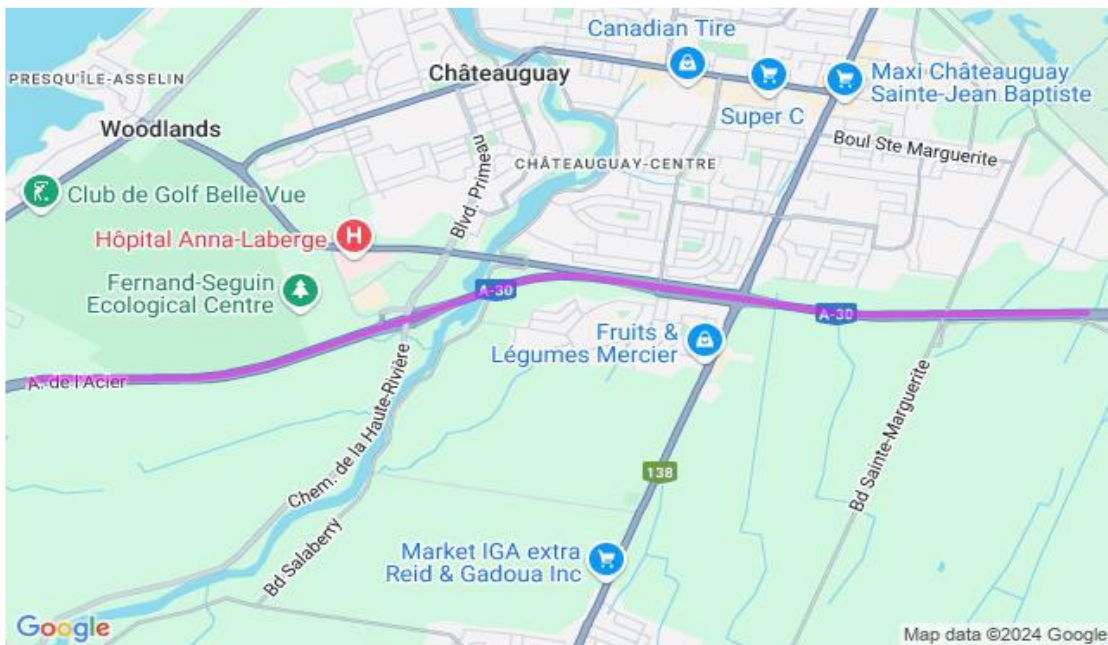 Canadian Tire
PRESQU'ÎLE-ASSELIN
Châteauguay
Maxi Châteauguay
Sainte-Jean Baptiste
Super C
Woodlands
Boul Ste Marguerite
Blvd. Primeau
CHÂTEAUGUAY-CENTRE
Club de Golf Belle Vue
Hôpital Anna-Laberge
H
Fernand-Seguin
Ecological Centre
A-30
A-30
Fruits &
Légumes Mercier
A. de l'Acier
Chem. de la Haute-Rivière
Bd Sainte-Marguerite
138
Market IGA extra
Reid & Gadoua Inc
Bd Salaberry
Google
Map data ©2024 Google